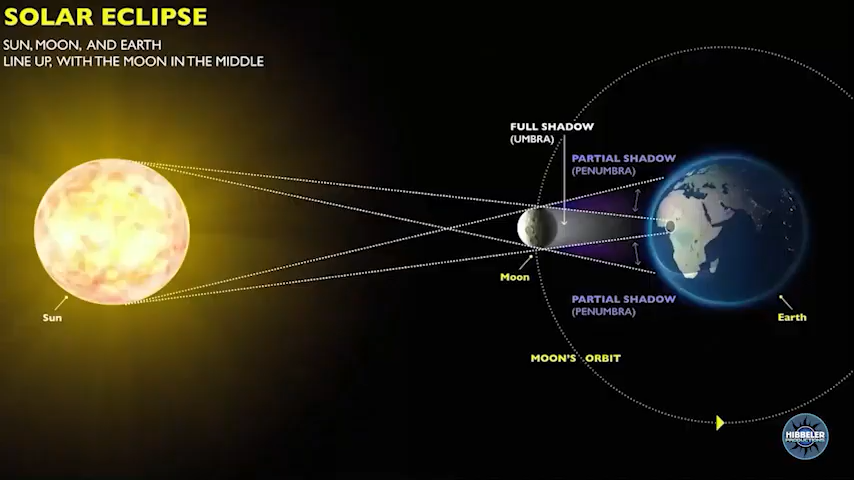 SOLAR ECLIPSE
SUN, MOON, AND EARTH
LINE UP, WITH THE MOON IN THE MIDDLE
FULL SHADOW
(UMBRA)
PARTIAL SHADOW
(PENUMBRA)
Moon
PARTIAL SHADOW
(PENUMBRA)
Sun
Earth
MOON'S ORBIT
HIBBELER
PRODUCTIONS